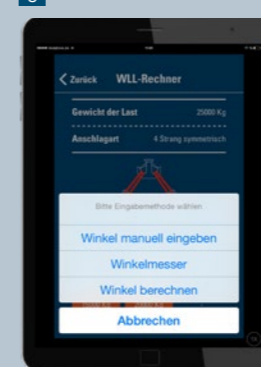 Zurück WLL-Rechner
Gewicht der Last 25000 Kg
Anschlagart 4 Strang symmetrisch
Bitte Eingabemethode wählen
Winkel manuell eingeben
Winkelmesser
Winkel berechnen
Abbrechen